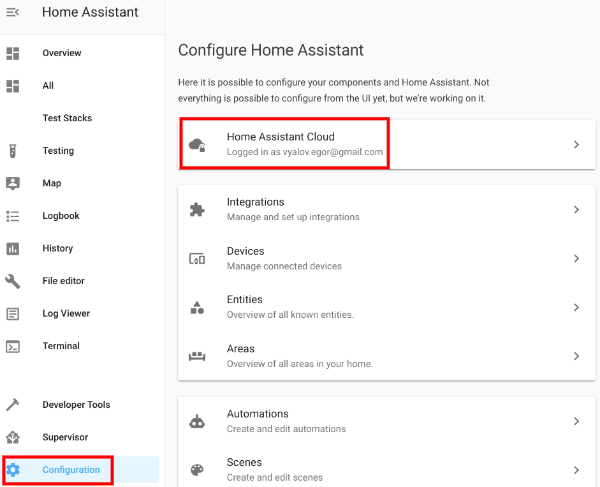 Home Assistant
Overview
All
Test Stacks
Testing
Map
Logbook
History
File editor
Log Viewer
Terminal
Developer Tools
Supervisor
Configuration
Configure Home Assistant
Here it is possible to configure your components and Home Assistant. Not
everything is possible to configure from the UI yet, but we're working on it.
Home Assistant Cloud
Logged in as vyalov.egor@gmail.com
Integrations
Manage and set up integrations
Devices
Manage connected devices
Entities
Overview of all known entities.
Areas
Overview of all areas in your home.
Automations
Create and edit automations
Scenes
Create and edit scenes